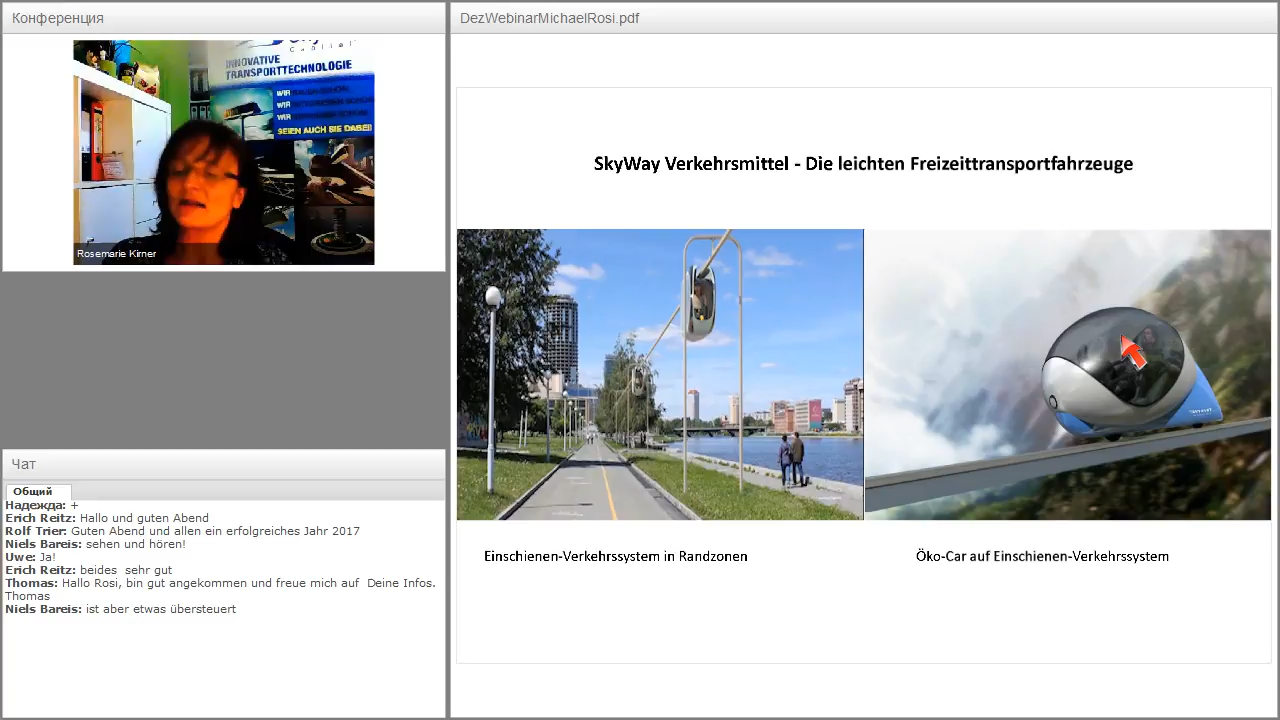 Конференция
INNOVATIVE
TRANSPORTTECHNOLOGIE
WIR
WIR
WIR
SEIEN AUCH SIE DABEI!
Rosemarie Kirner
Чат
Общий
Надежда: +
Erich Reitz: Hallo und guten Abend
Rolf Trier: Guten Abend und allen ein erfolgreiches Jahr 2017
Niels Bareis: sehen und hören!
Uwe: Ja!
Erich Reitz: beides sehr gut
Thomas: Hallo Rosi, bin gut angekommen und freue mich auf Deine Infos.
Thomas
Niels Bareis: ist aber etwas übersteuert
DezWebinarMichaelRosi.pdf
SkyWay Verkehrsmittel - Die leichten Freizeittransportfahrzeuge
Einschienen-Verkehrssystem in Randzonen
Öko-Car auf Einschienen-Verkehrssystem